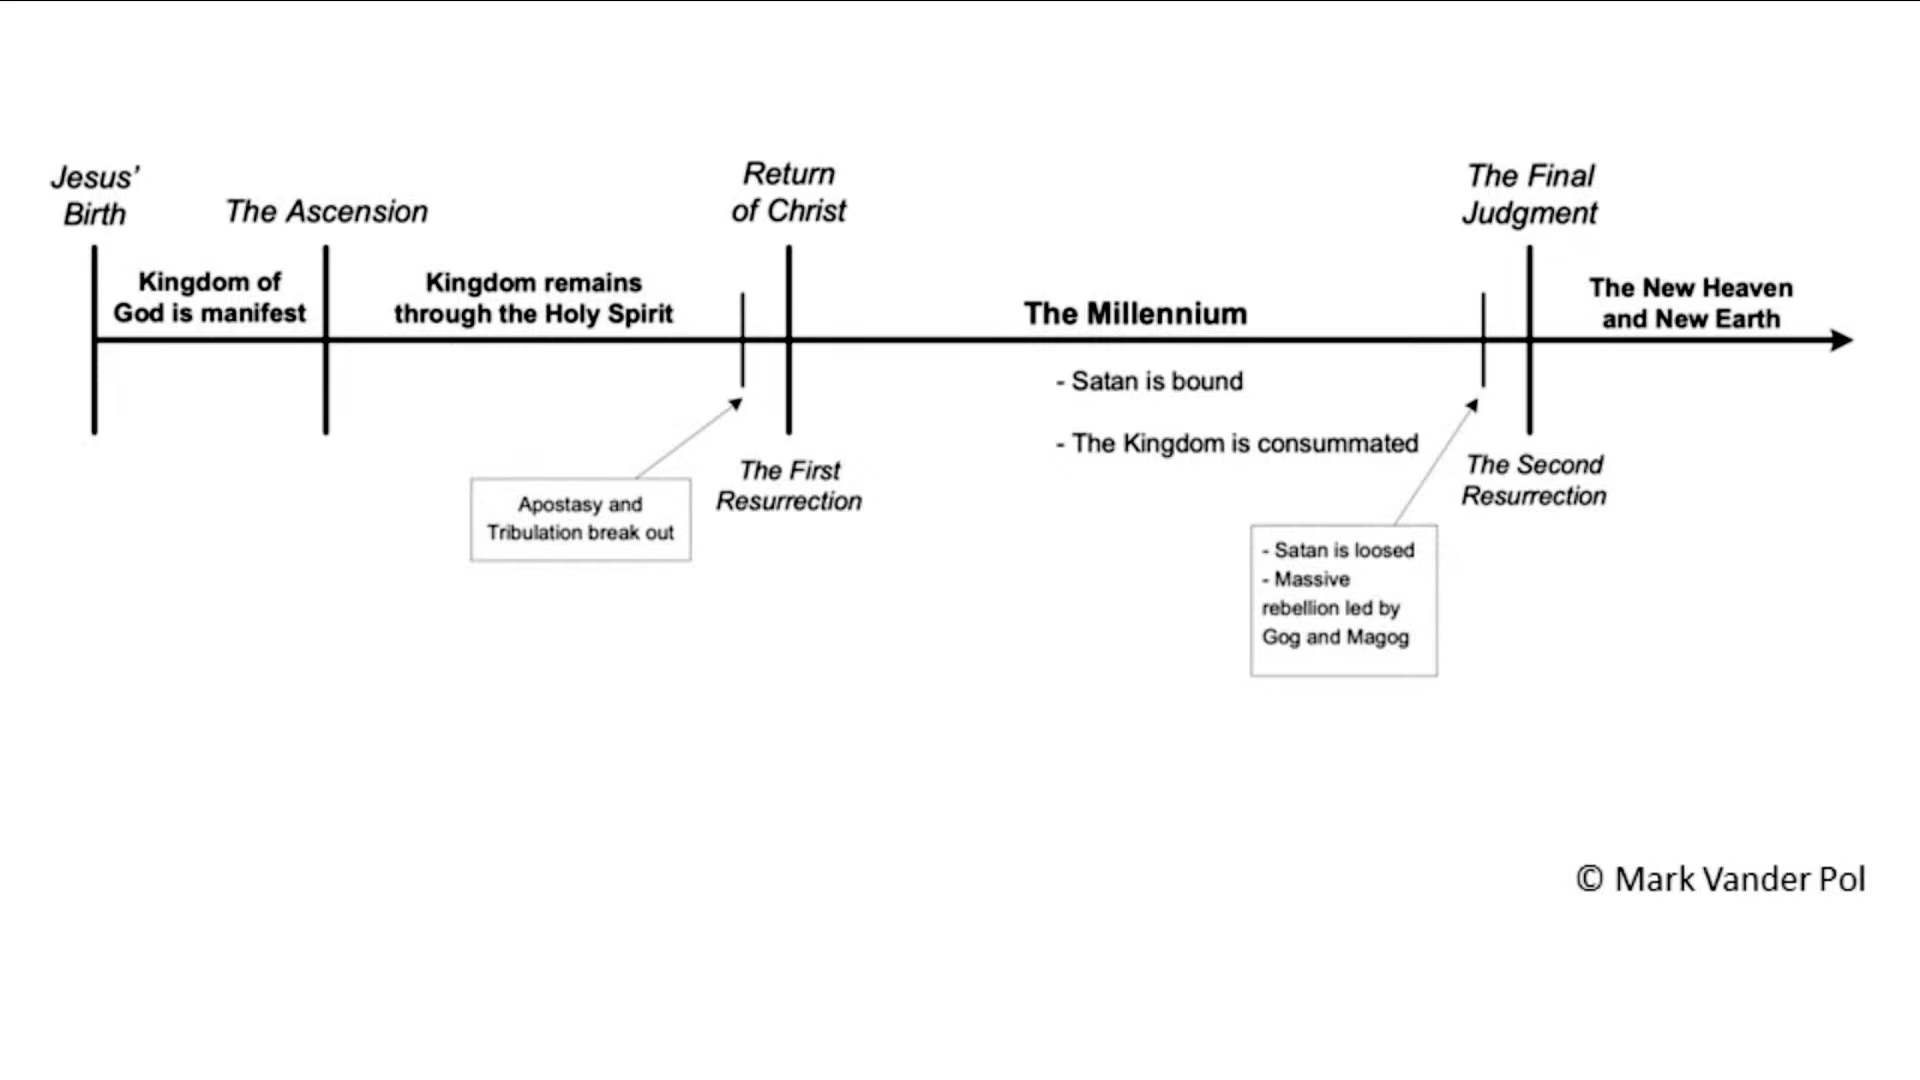 Jesus’
Birth
The Ascension
Return
of Christ
The Final
Judgment
Kingdom of
God is manifest
Kingdom remains
through the Holy Spirit
The Millennium
The New Heaven
and New Earth
- Satan is bound
- The Kingdom is consummated
Apostasy and
Tribulation break out
The First
Resurrection
The Second
Resurrection
- Satan is loosed
- Massive
rebellion led by
Gog and Magog
© Mark Vander Pol